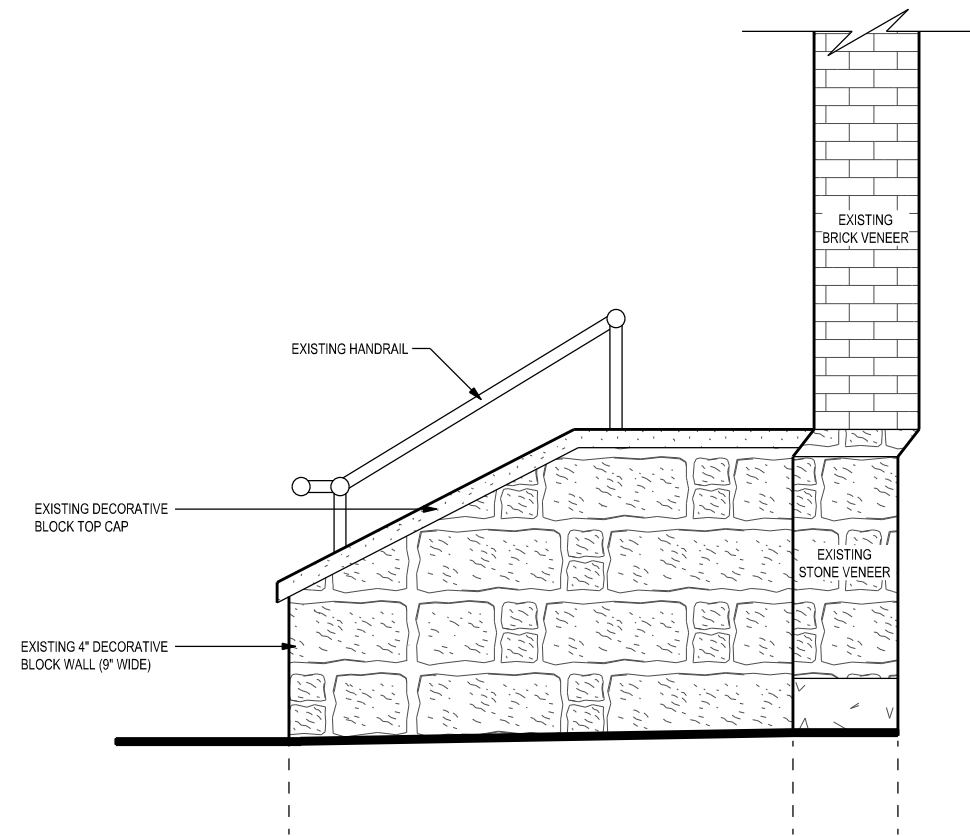 EXISTING
BRICK VENEER
EXISTING HANDRAIL
EXISTING DECORATIVE
BLOCK TOP CAP
EXISTING
STONE VENEER
EXISTING 4" DECORATIVE
BLOCK WALL (9" WIDE)